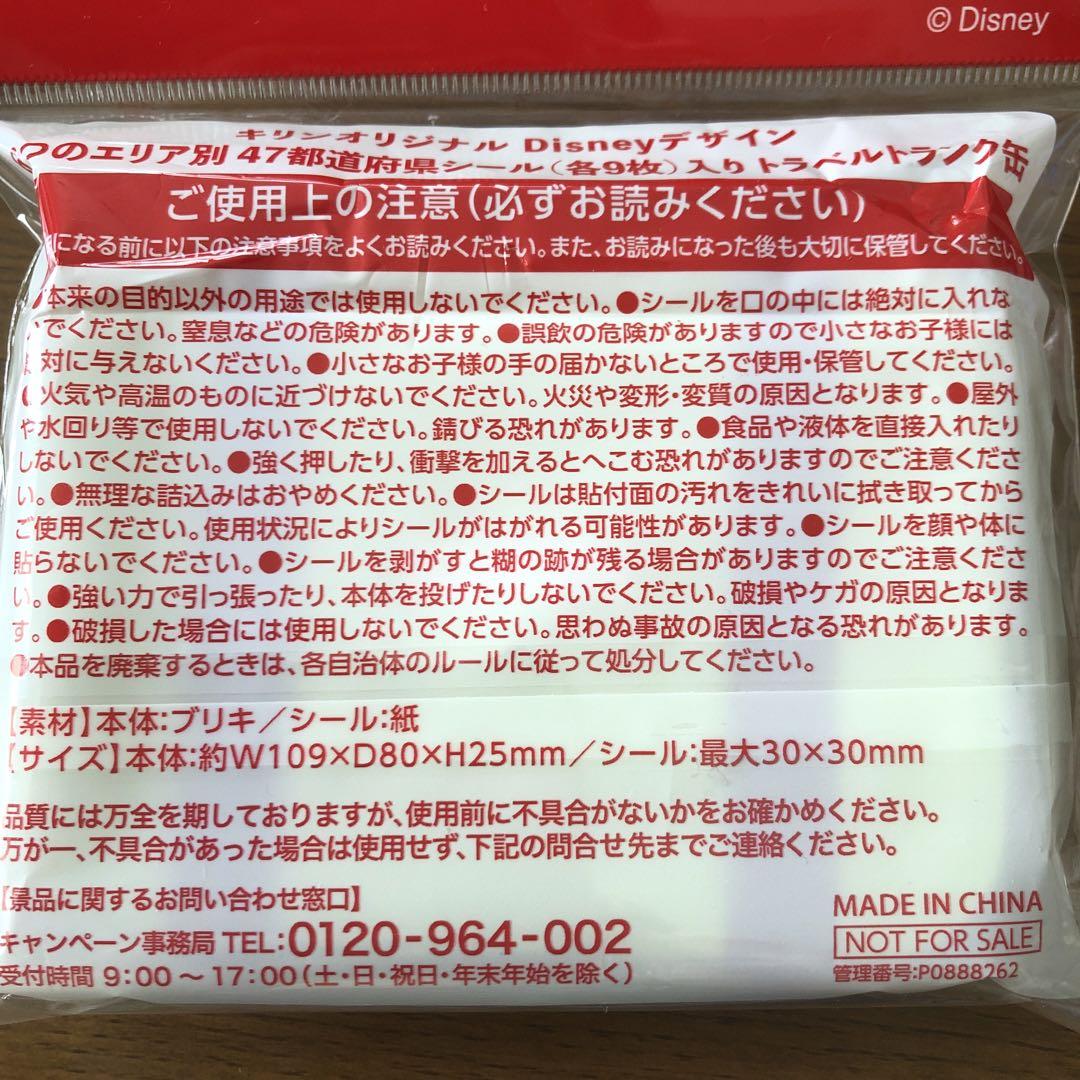 © Disney
キリンオリジナル Disneyデザイン
つのエリア別 47都道府県シール(各9枚)入り トラベルトランク缶
ご使用上の注意(必ずお読みください)
になる前に以下の注意事項をよくお読みください。また、お読みになった後も大切に保管してください。
●本来の目的以外の用途では使用しないでください。●シールを口の中には絶対に入れな
いでください。窒息などの危険があります。●誤飲の危険がありますので小さなお子様には
絶対に与えないください。●小さなお子様の手の届かないところで使用・保管してください。
●火気や高温のものに近づけないでください。火災や変形・変質の原因となります。●屋外
や水回り等で使用しないでください。錆びる恐れがあります。●食品や液体を直接入れたり
しないでください。●強く押したり、衝撃を加えるとへこむ恐れがありますのでご注意くださ
い。●無理な詰込みはおやめください。●シールは貼付面の汚れをきれいに拭き取ってから
ご使用ください。使用状況によりシールがはがれる可能性があります。●シールを顔や体に
貼らないでください。●シールを剥がすと糊の跡が残る場合がありますのでご注意くださ
い。●強い力で引っ張ったり、本体を投げたりしないでください。破損やケガの原因となりま
す。●破損した場合には使用しないでください。思わぬ事故の原因となる恐れがあります。
●本品を廃棄するときは、各自治体のルールに従って処分してください。
【素材】本体:ブリキ/シール:紙
【サイズ】本体:約W109×D80×H25mm/シール:最大30×30mm
品質には万全を期しておりますが、使用前に不具合がないかをお確かめください。
万が一、不具合があった場合は使用せず、下記の問合せ先までご連絡ください。
【景品に関するお問い合わせ窓口】
キャンペーン事務局 TEL:0120-964-002
受付時間 9:00 ~ 17:00(土・日・祝日・年末年始を除く)
MADE IN CHINA
NOT FOR SALE
管理番号:P0888262